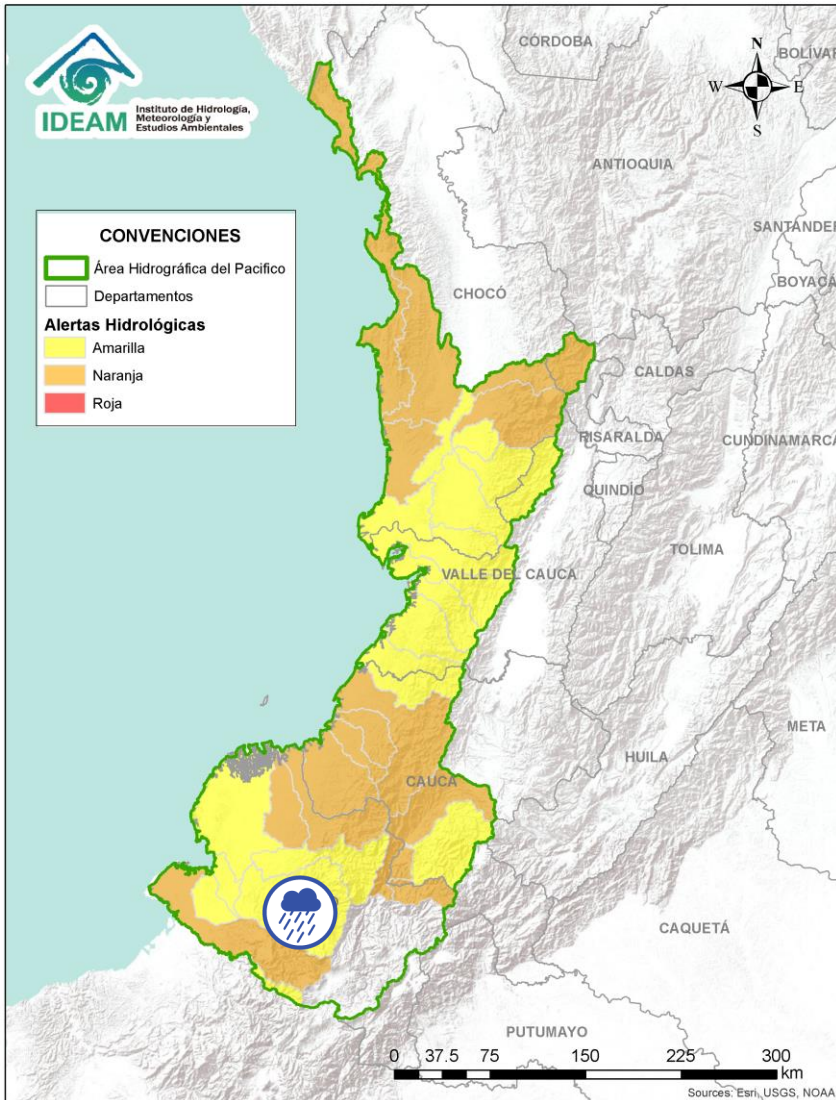 IDEAM
Instituto de Hidrología,
Meteorología y
Estudios Ambientales
N
W
E
S
CONVENCIONES
Área Hidrográfica del Pacifico
Departamentos
Alertas Hidrológicas
Amarilla
Naranja
Roja
CÓRDOBA
BOLÍVAR
ANTIOQUIA
SANTANDER
BOYACÁ
CHOCÓ
CALDAS
RISARALDA
CUNDINAMARCA
QUINDÍO
TOLIMA
VALLE DEL CAUCA
META
HUILA
CAUCA
CAQUETÁ
PUTUMAYO
0 37.5 75 150 225 300
km
Sources: Esri, USGS, NOAA